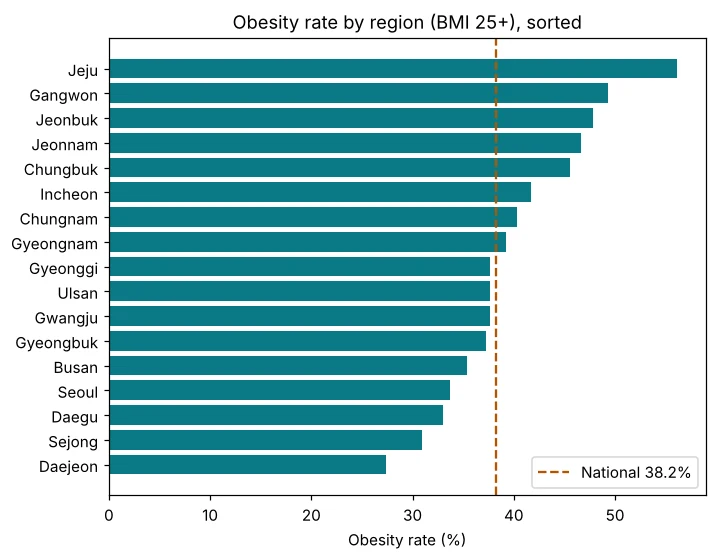 Obesity rate by region (BMI 25+), sorted
Jeju
Gangwon
Jeonbuk
Jeonnam
Chungbuk
Incheon
Chungnam
Gyeongnam
Gyeonggi
Ulsan
Gwangju
Gyeongbuk
Busan
Seoul
Daegu
Sejong
Daejeon
National 38.2%
0 10 20 30 40 50
Obesity rate (%)